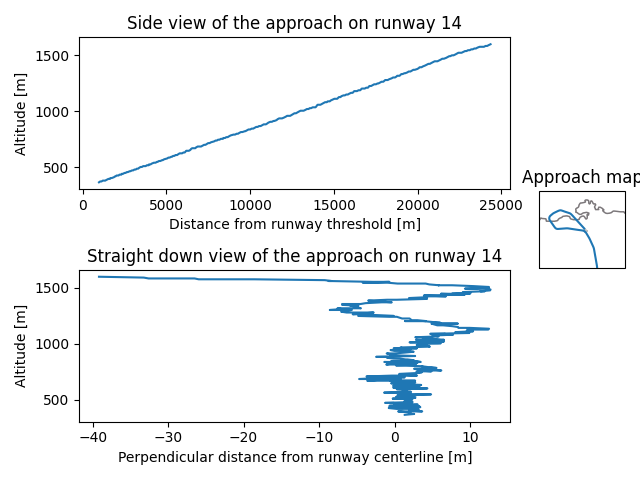 Side view of the approach on runway 14
1500
1000
500
Altitude [m]
0 5000 10000 15000 20000 25000
Distance from runway threshold [m]
Approach map
Straight down view of the approach on runway 14
1500
1000
500
Altitude [m]
−40 −30 −20 −10 0 10
Perpendicular distance from runway centerline [m]